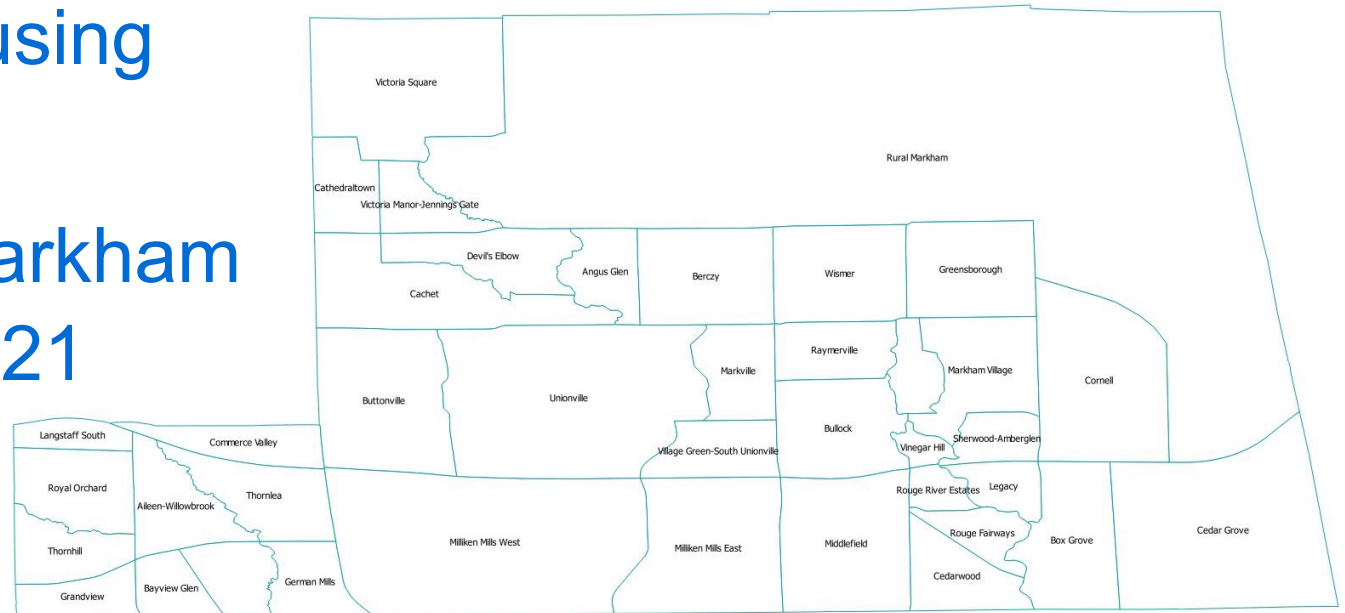 using
arkham
21
Victoria Square
Rural Markham
Cathedraltown
Victoria Manor-Jennings Gate
Devil's Elbow
Angus Glen
Berczy
Wismer
Greensborough
Cachet
Raymerville
Markville
Markham Village
Cornell
Buttonville
Unionville
Bullock
Langstaff South
Commerce Valley
Sherwood-Amberglen
Vinegar Hill
Village Green-South Unionville
Royal Orchard
Aileen-Willowbrook
Thornlea
Rouge River Estates
Legacy
Cedar Grove
Rouge Fairways
Box Grove
Milliken Mills West
Milliken Mills East
Middlefield
Thornhill
Cedarwood
German Mills
Bayview Glen
Grandview